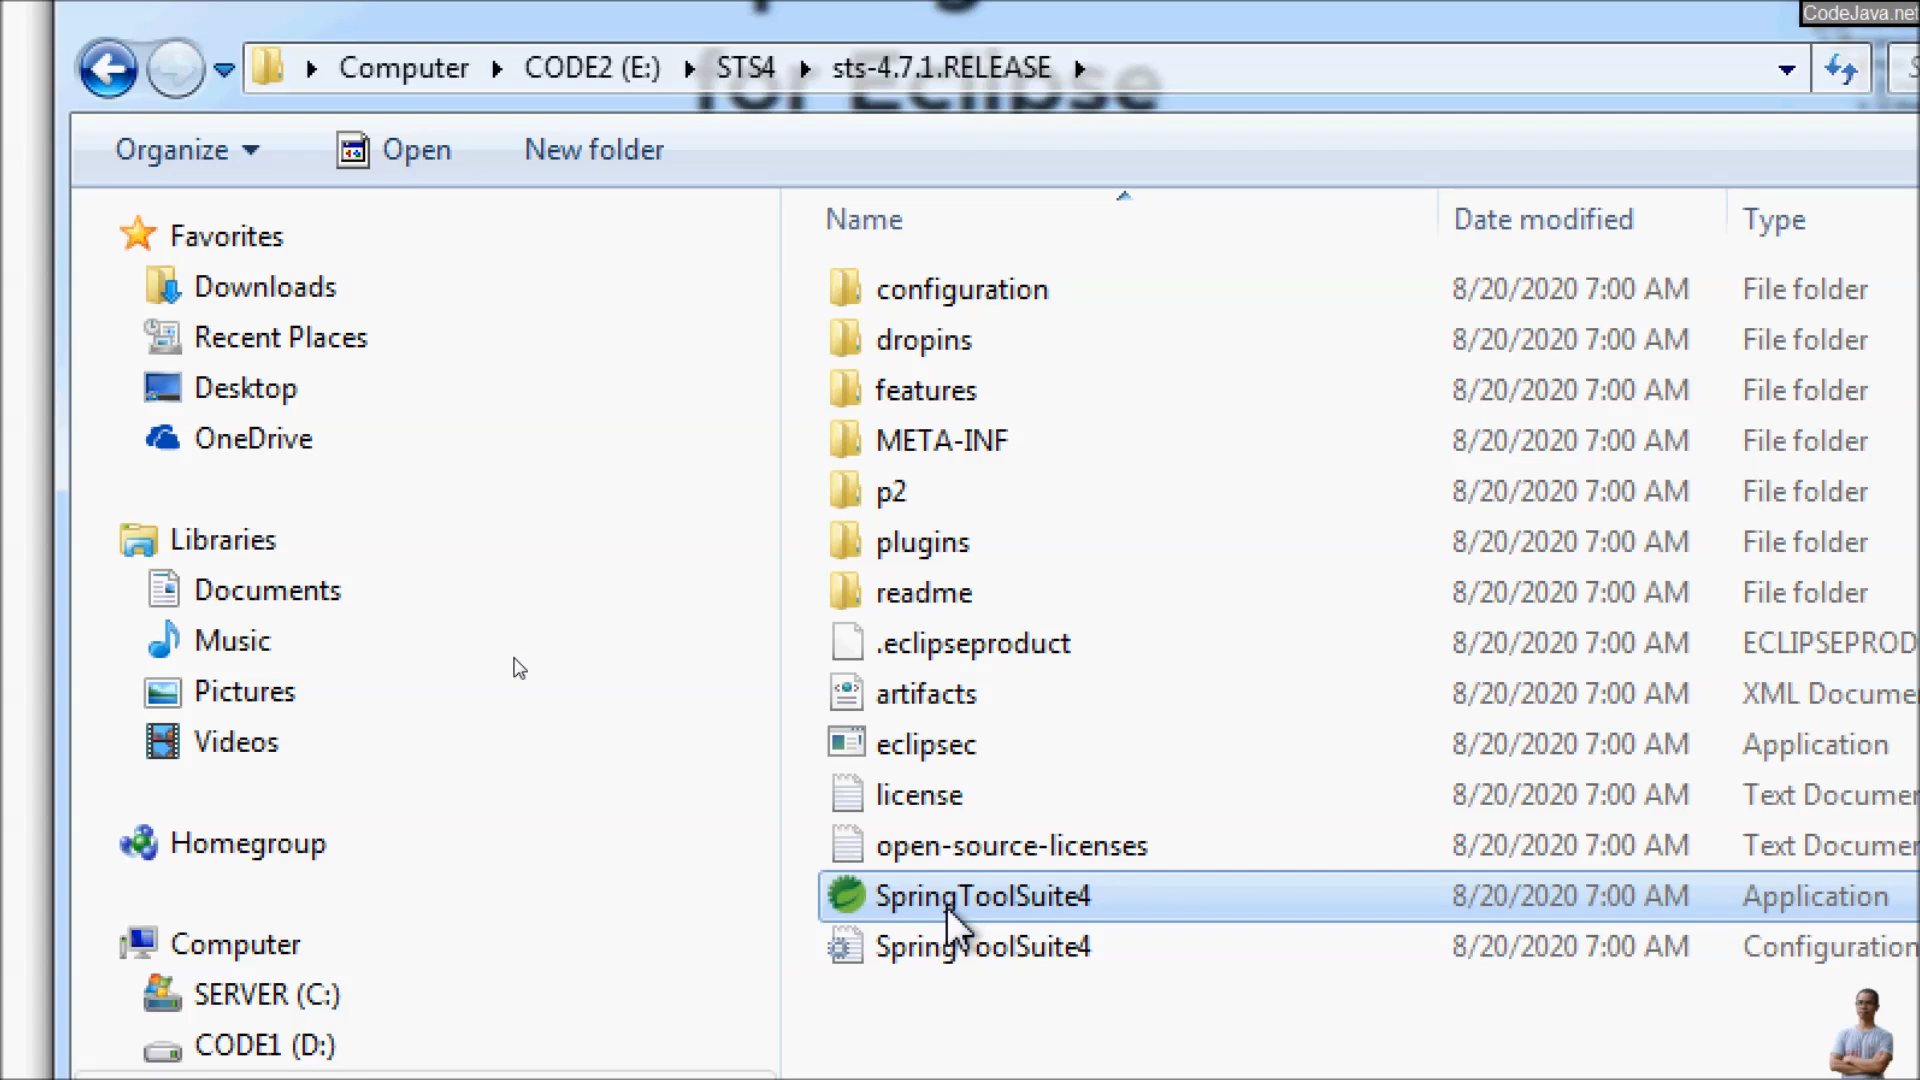 CodeJava.net
Computer CODE2 (E:) STS4 sts-4.7.1.RELEASE
for Eclipse
Organize Open New folder
Name Date modified Type
Favorites
Downloads
Recent Places
Desktop
OneDrive
Libraries
Documents
Music
Pictures
Videos
Homegroup
Computer
SERVER (C:)
CODE1 (D:)
configuration 8/20/2020 7:00 AM File folder
dropins 8/20/2020 7:00 AM File folder
features 8/20/2020 7:00 AM File folder
META-INF 8/20/2020 7:00 AM File folder
p2 8/20/2020 7:00 AM File folder
plugins 8/20/2020 7:00 AM File folder
readme 8/20/2020 7:00 AM File folder
.eclipseproduct 8/20/2020 7:00 AM ECLIPSEPROD
artifacts 8/20/2020 7:00 AM XML Docume
eclipsec 8/20/2020 7:00 AM Application
license 8/20/2020 7:00 AM Text Documen
open-source-licenses 8/20/2020 7:00 AM Text Documen
SpringToolSuite4 8/20/2020 7:00 AM Application
SpringToolSuite4 8/20/2020 7:00 AM Configuration